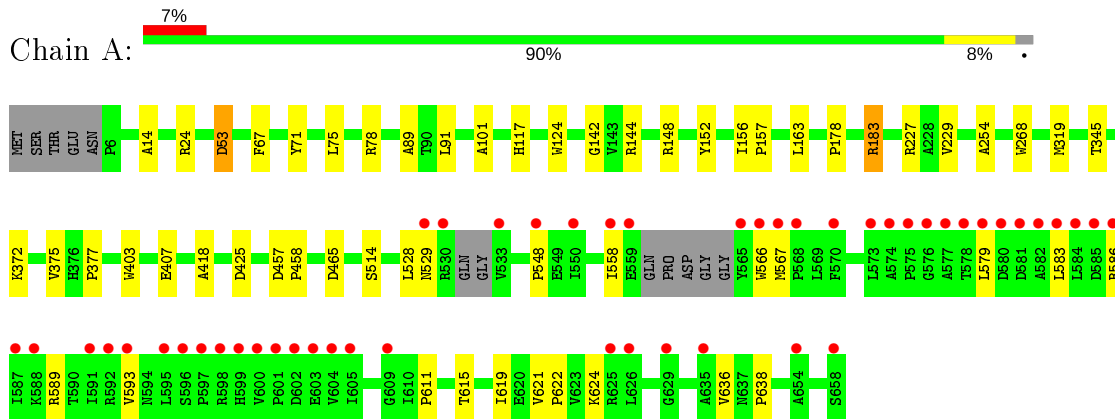 7%
Chain A:
90% 8% •
MET SER THR GLU ASN P6 A14 R24 D53 F67 Y71 L75 R78 A89 T90 L91 A101 H117 W124 G142 V143 R144 R148 Y152 I156 P157 L163 P178 R183 R227 A228 V229 A254 W268 M319 T345
K372 V375 H376 P377 W403 E407 A418 D425 D457 P458 D465 S514 L528 N529 R530 GLN GLY V533 P548 E549 I550 I558 E559 GLN PRO ASP GLY GLY Y565 W566 M567 P568 L569 F570 L573 A574 P575 G576 A577 T578 L579 D580 D581 A582 L583 L584 D585 R586
I587 K588 R589 T590 I591 R592 V593 N594 L595 S596 P597 R598 H599 V600 P601 D602 E603 V604 I605 G609 I610 P611 T615 I619 E620 V621 P622 V623 K624 R625 L626 G629 A635 V636 N637 P638 A654 S658